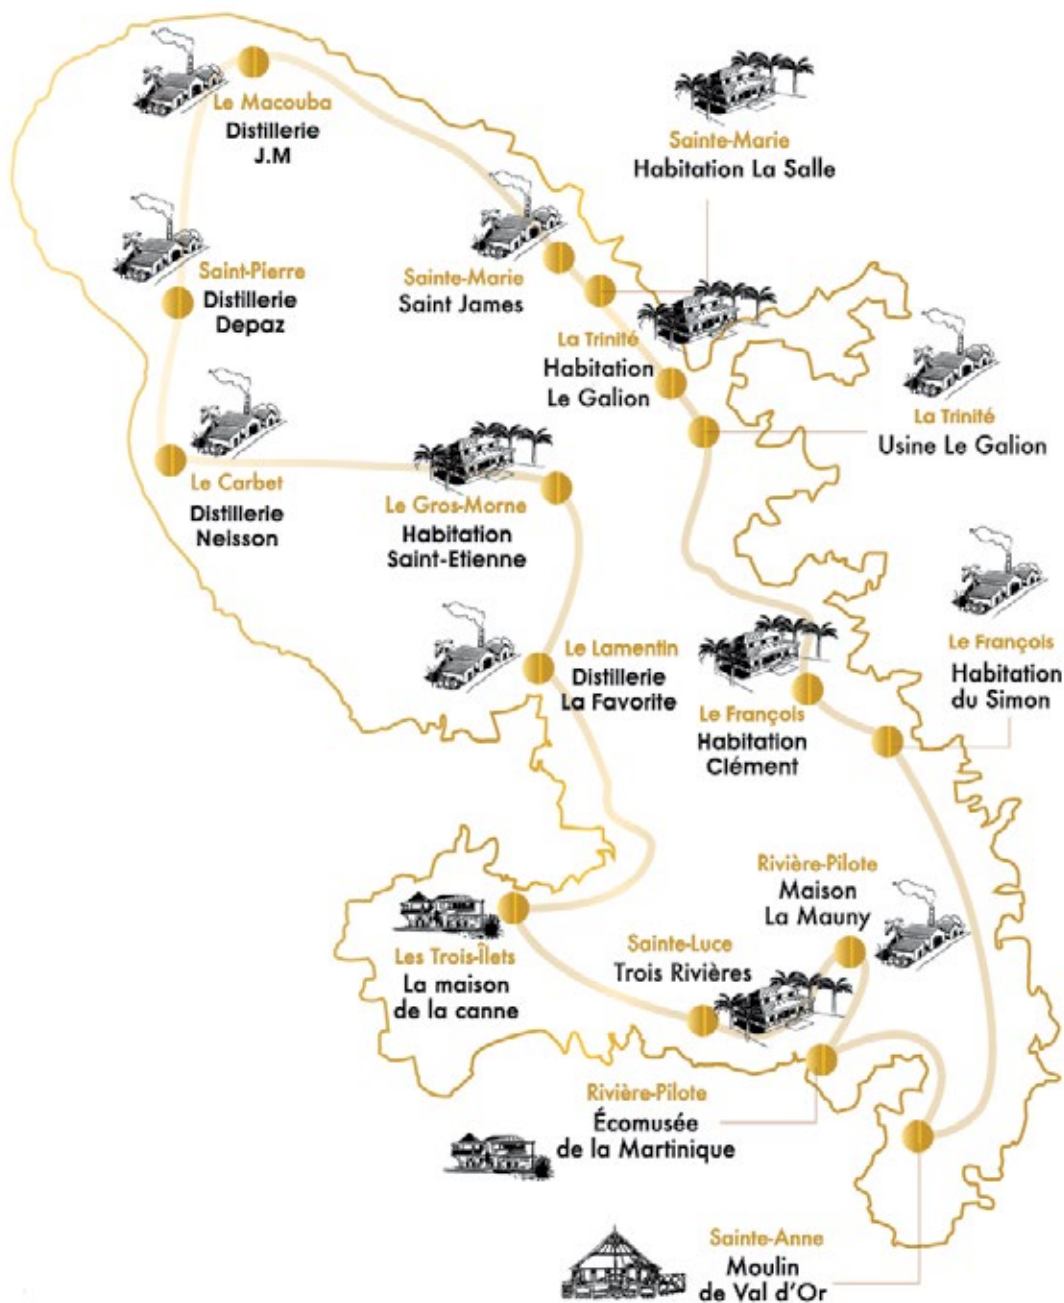 Le Macouba
Distillerie
J.M
Sainte-Marie
Habitation La Salle
Saint-Pierre
Distillerie
Depaz
Sainte-Marie
Saint James
La Trinité
Habitation
Le Galion
La Trinité
Usine Le Galion
Le Carbet
Distillerie
Neisson
Le Gros-Morne
Habitation
Saint-Etienne
Le Lamentin
Distillerie
La Favorite
Le François
Habitation
Clément
Le François
Habitation
du Simon
Rivière-Pilote
Maison
La Mauny
Les Trois-Îlets
La maison
de la canne
Sainte-Luce
Trois Rivières
Rivière-Pilote
Écomusée
de la Martinique
Sainte-Anne
Moulin
de Val d'Or